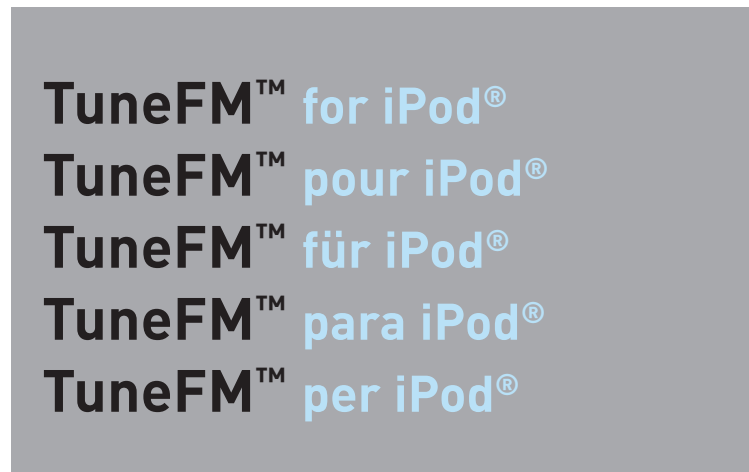 TuneFM™ for iPod®
TuneFM™ pour iPod®
TuneFM™ für iPod®
TuneFM™ para iPod®
TuneFM™ per iPod®